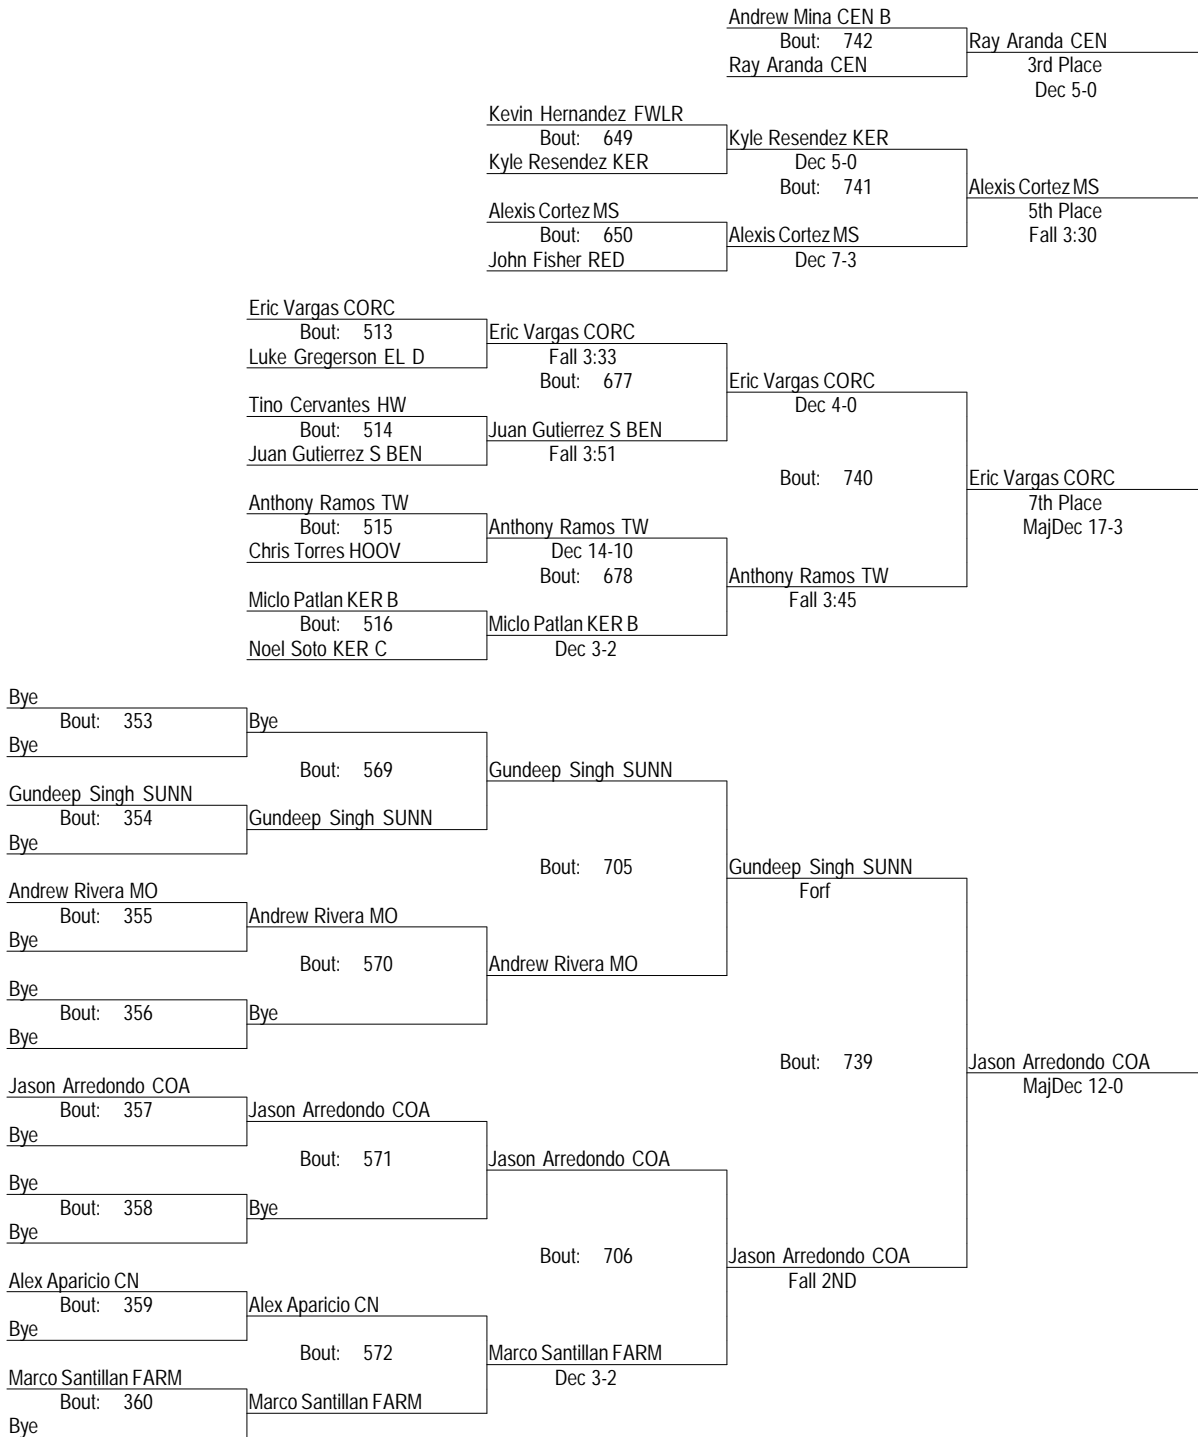 Andrew Mina CEN B
Bout: 742
Ray Aranda CEN
Ray Aranda CEN
3rd Place
Dec 5-0
Kevin Hernandez FWLR
Bout: 649
Kyle Resendez KER
Kyle Resendez KER
Dec 5-0
Bout: 741
Alexis Cortez MS
5th Place
Fall 3:30
Alexis Cortez MS
Bout: 650
John Fisher RED
Alexis Cortez MS
Dec 7-3
Eric Vargas CORC
Bout: 513
Luke Gregerson EL D
Eric Vargas CORC
Fall 3:33
Bout: 677
Eric Vargas CORC
Dec 4-0
Tino Cervantes HW
Bout: 514
Juan Gutierrez S BEN
Juan Gutierrez S BEN
Fall 3:51
Bout: 740
Eric Vargas CORC
7th Place
MajDec 17-3
Anthony Ramos TW
Bout: 515
Chris Torres HOOV
Anthony Ramos TW
Dec 14-10
Bout: 678
Anthony Ramos TW
Fall 3:45
Miclo Patlan KER B
Bout: 516
Noel Soto KER C
Miclo Patlan KER B
Dec 3-2
Bye
Bout: 353
Bye
Bye
Bout: 569
Gundeep Singh SUNN
Gundeep Singh SUNN
Bout: 354
Bye
Gundeep Singh SUNN
Bout: 705
Gundeep Singh SUNN
Forf
Andrew Rivera MO
Bout: 355
Bye
Andrew Rivera MO
Bout: 570
Andrew Rivera MO
Bye
Bout: 356
Bye
Bye
Bout: 739
Jason Arredondo COA
MajDec 12-0
Jason Arredondo COA
Bout: 357
Bye
Jason Arredondo COA
Bout: 571
Jason Arredondo COA
Bye
Bout: 358
Bye
Bye
Bout: 706
Jason Arredondo COA
Fall 2ND
Alex Aparicio CN
Bout: 359
Bye
Alex Aparicio CN
Bout: 572
Marco Santillan FARM
Dec 3-2
Marco Santillan FARM
Bout: 360
Bye
Marco Santillan FARM